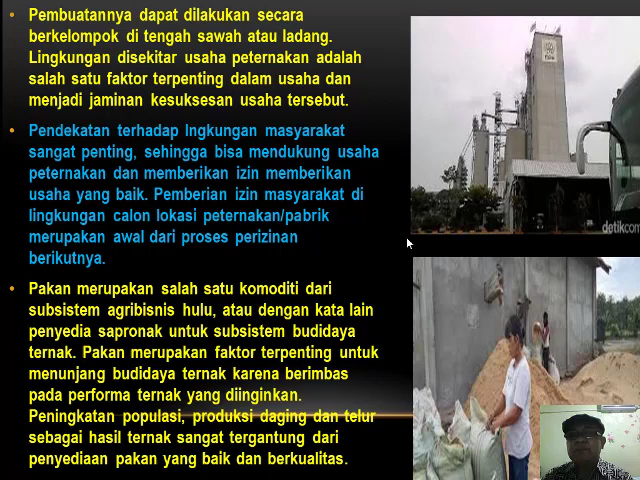 Pembuatannya dapat dilakukan secara
berkelompok di tengah sawah atau ladang.
Lingkungan disekitar usaha peternakan adalah
salah satu faktor terpenting dalam usaha dan
menjadi jaminan kesuksesan usaha tersebut.
Pendekatan terhadap lngkungan masyarakat
sangat penting, sehingga bisa mendukung usaha
peternakan dan memberikan izin memberikan
usaha yang baik. Pemberian izin masyarakat di
lingkungan calon lokasi peternakan/pabrik
merupakan awal dari proses perizinan
berikutnya.
Pakan merupakan salah satu komoditi dari
subsistem agribisnis hulu, atau dengan kata lain
penyedia sapronak untuk subsistem budidaya
ternak. Pakan merupakan faktor terpenting untuk
menunjang budidaya ternak karena berimbas
pada performa ternak yang diinginkan.
Peningkatan populasi, produksi daging dan telur
sebagai hasil ternak sangat tergantung dari
penyediaan pakan yang baik dan berkualitas.
detikcom